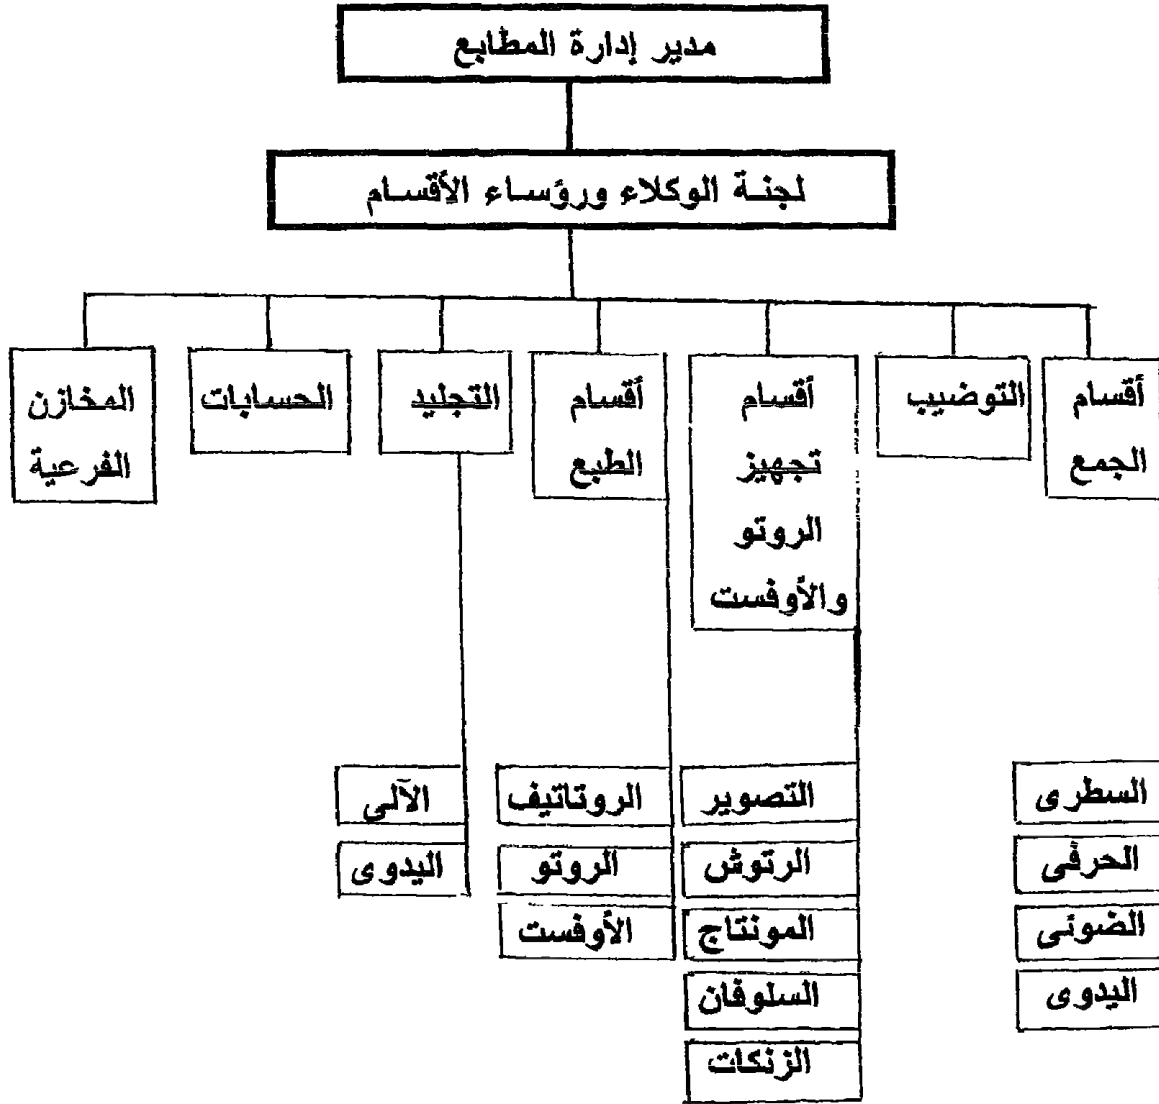 مدير إدارة المطابع
لجنة الوكلاء ورؤساء الأقسام
أقسام
الجمع
التوضيب
أقسام
تجهيز
الروتو
والأوفست
أقسام
الطبع
التجليد
الحسابات
المخازن
الفرعية
السطرى
الحرفى
الضوئى
اليدوى
التصوير
الرتوش
المونتاج
السلوفان
الزنكات
الروتاتيف
الروتو
الأوفست
الآلى
اليدوى